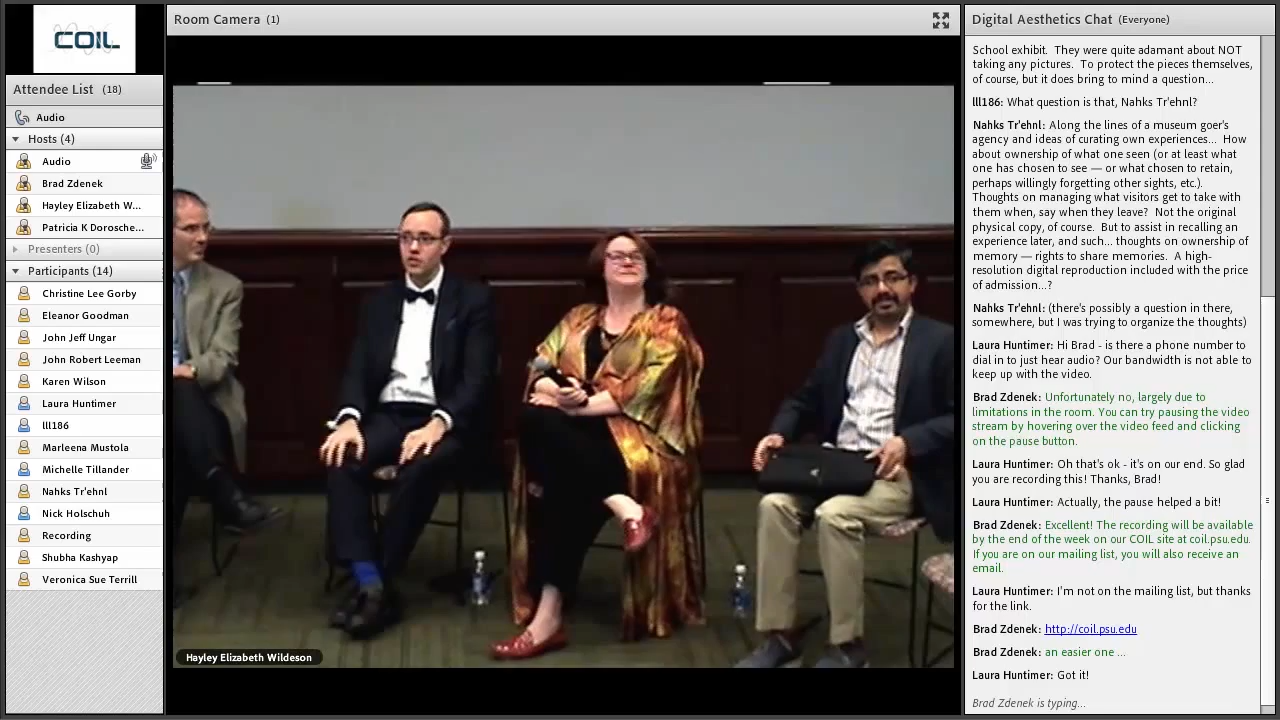 COIL
Attendee List (18)
Audio
Hosts (4)
Audio
Brad Zdenek
Hayley Elizabeth W...
Patricia K Dorosche...
Presenters (0)
Participants (14)
Christine Lee Gorby
Eleanor Goodman
John Jeff Ungar
John Robert Leeman
Karen Wilson
Laura Huntimer
lll186
Marleena Mustola
Michelle Tillander
Nahks Tr'ehnl
Nick Holschuh
Recording
Shubha Kashyap
Veronica Sue Terrill
Room Camera (1)
Hayley Elizabeth Wildeson
Digital Aesthetics Chat (Everyone)
School exhibit. They were quite adamant about NOT
taking any pictures. To protect the pieces themselves,
of course, but it does bring to mind a question...
lll186: What question is that, Nahks Tr'ehnl?
Nahks Tr'ehnl: Along the lines of a museum goer's
agency and ideas of curating own experiences... How
about ownership of what one seen (or at least what
one has chosen to see — or what chosen to retain,
perhaps willingly forgetting other sights, etc.).
Thoughts on managing what visitors get to take with
them when, say when they leave? Not the original
physical copy, of course. But to assist in recalling an
experience later, and such...thoughts on ownership of
memory — rights to share memories. A high-
resolution digital reproduction included with the price
of admission...?
Nahks Tr'ehnl: (there's possibly a question in there,
somewhere, but I was trying to organize the thoughts)
Laura Huntimer: Hi Brad - is there a phone number to
dial in to just hear audio? Our bandwidth is not able to
keep up with the video.
Brad Zdenek: Unfortunately no, largely due to
limitations in the room. You can try pausing the video
stream by hovering over the video feed and clicking
on the pause button.
Laura Huntimer: Oh that's ok - it's on our end. So glad
you are recording this! Thanks, Brad!
Laura Huntimer: Actually, the pause helped a bit!
Brad Zdenek: Excellent! The recording will be available
by the end of the week on our COIL site at coil.psu.edu.
If you are on our mailing list, you will also receive an
email.
Laura Huntimer: I'm not on the mailing list, but thanks
for the link.
Brad Zdenek: http://coil.psu.edu
Brad Zdenek: an easier one ...
Laura Huntimer: Got it!
Brad Zdenek is typing...